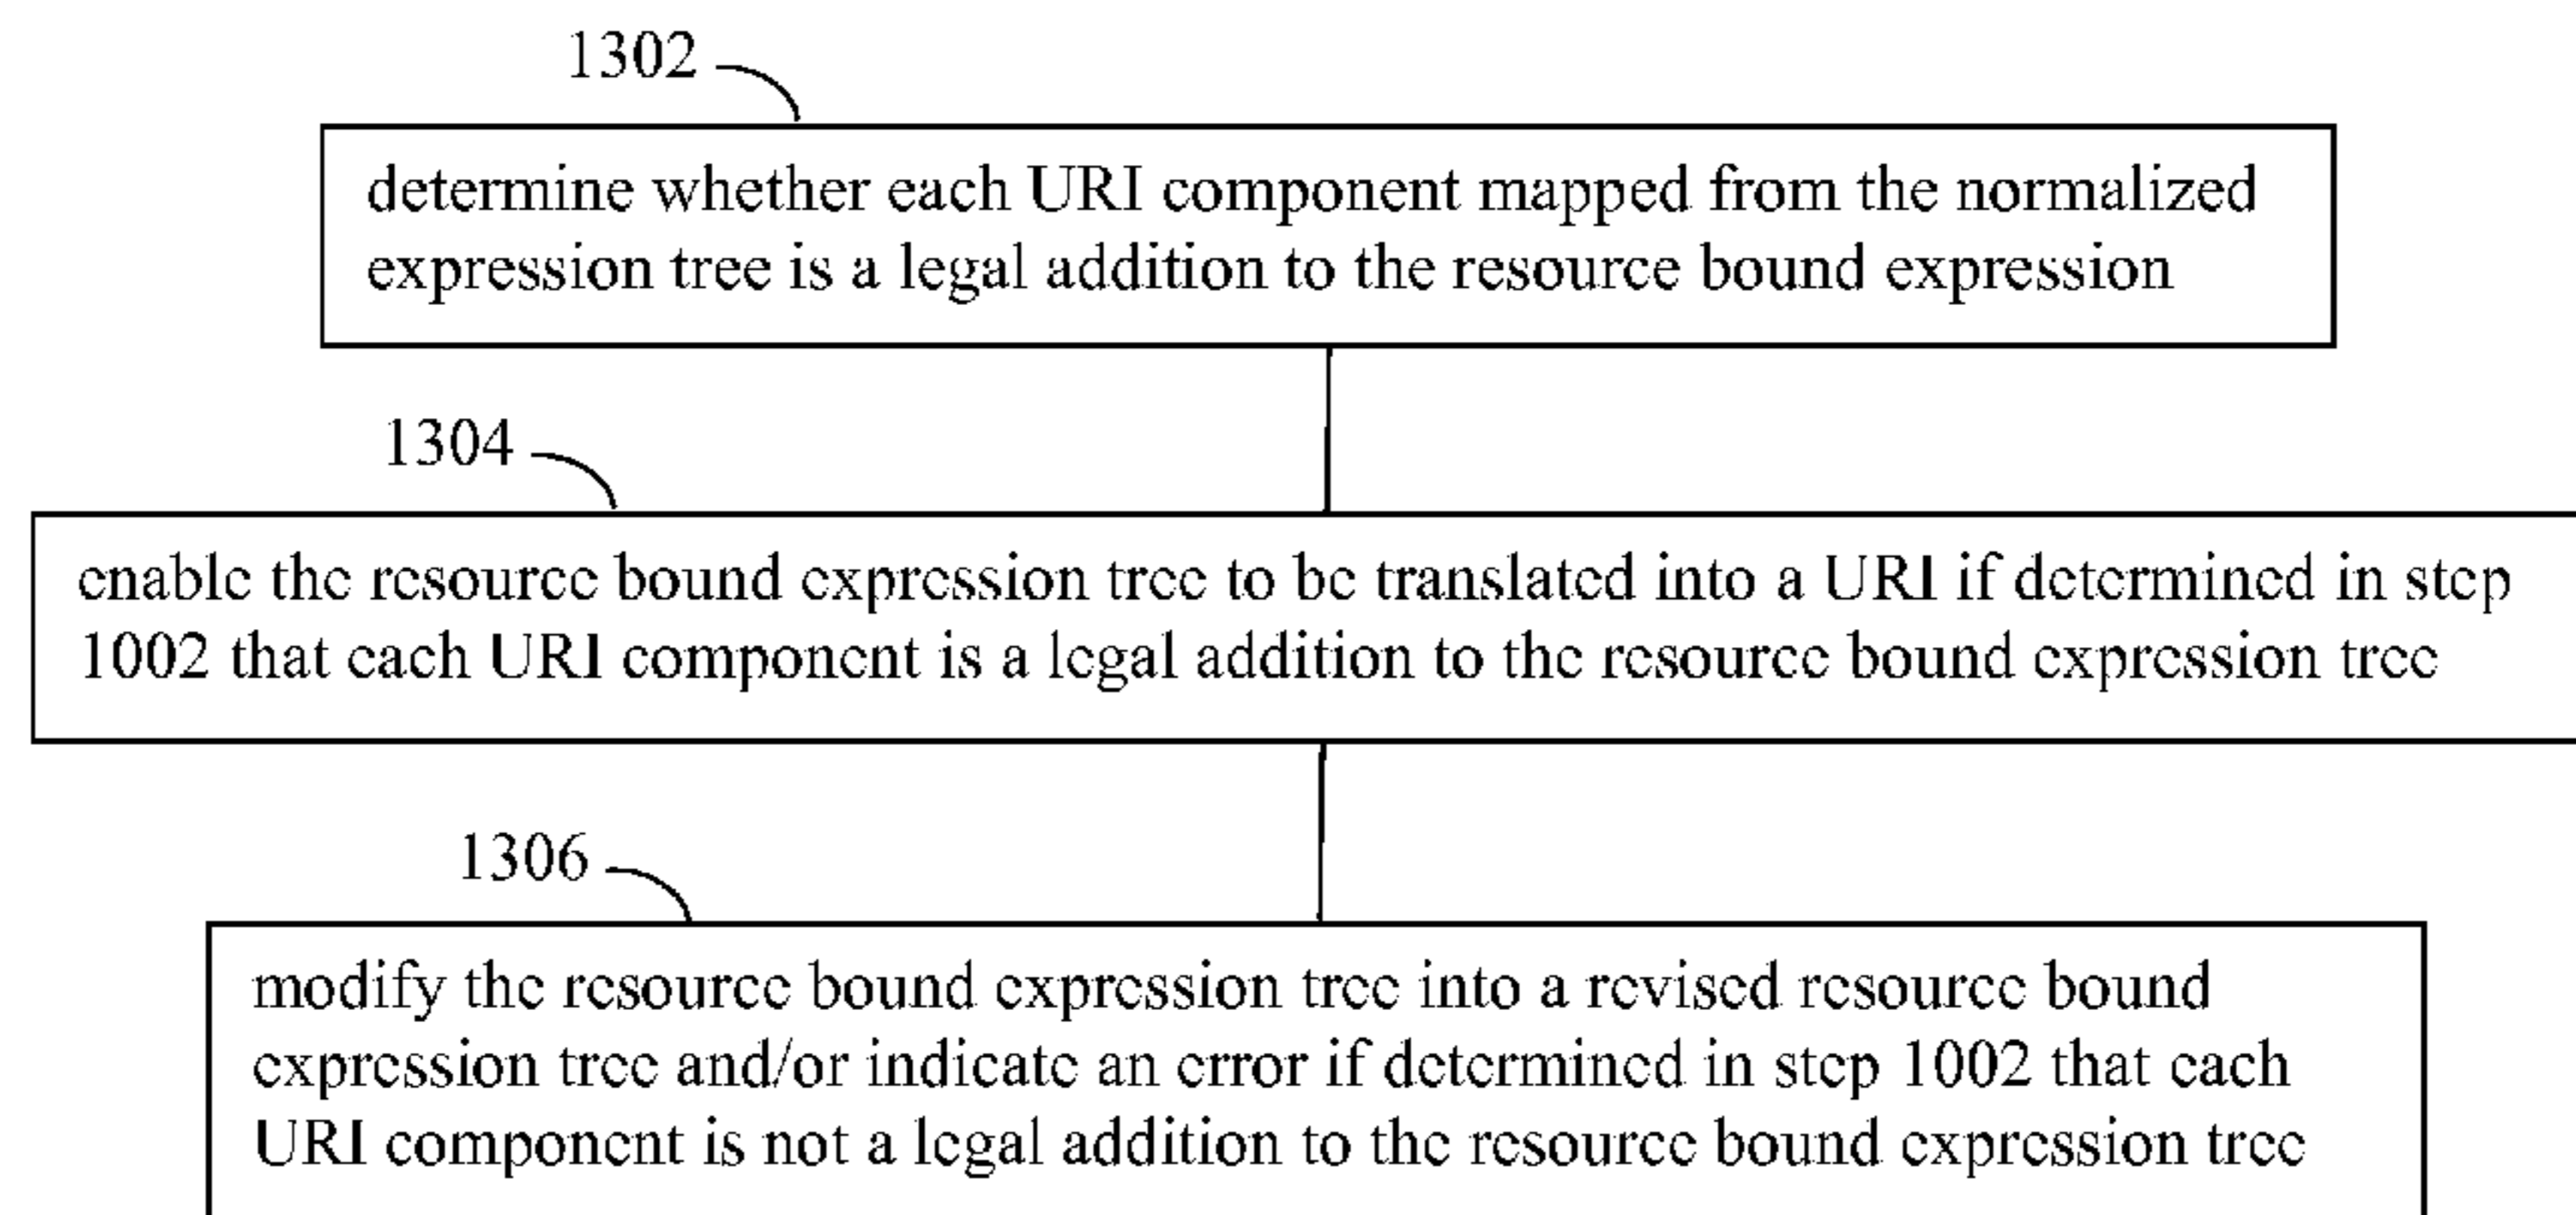 1302
determine whether each URI component mapped from the normalized
expression tree is a legal addition to the resource bound expression
1304
enable the resource bound expression tree to be translated into a URI if determined in step
1002 that each URI component is a legal addition to the resource bound expression tree
1306
modify the resource bound expression tree into a revised resource bound
expression tree and/or indicate an error if determined in step 1002 that each
URI component is not a legal addition to the resource bound expression tree